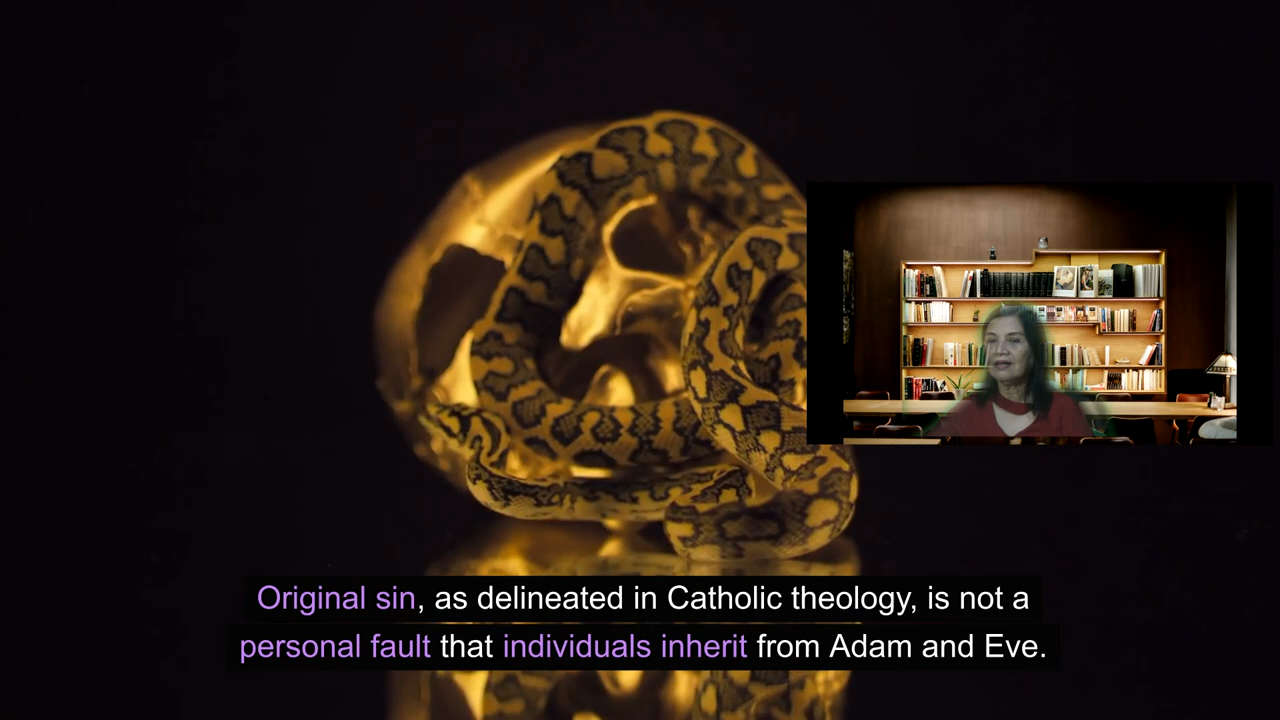 Original sin, as delineated in Catholic theology, is not a
personal fault that individuals inherit from Adam and Eve.